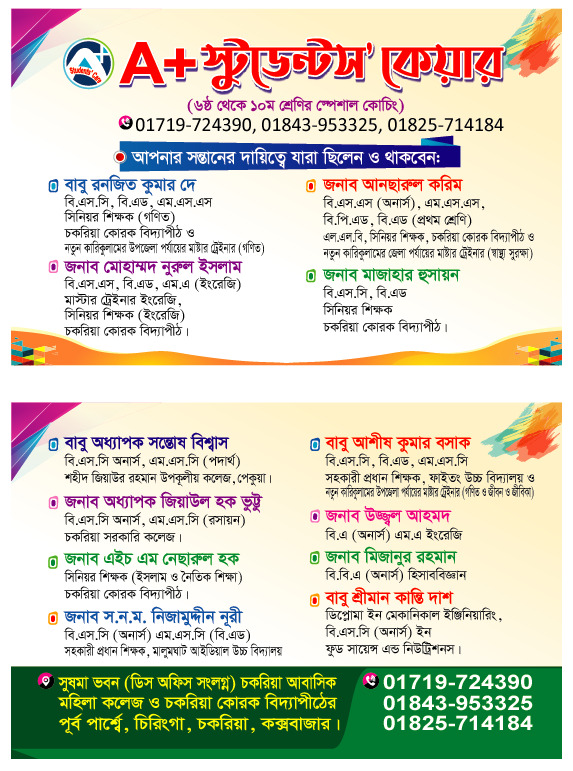 Students' Care
A+ স্টুডেন্টস' কেয়ার
(৬ষ্ঠ থেকে ১০ম শ্রেণির স্পেশাল কোচিং)
01719-724390, 01843-953325, 01825-714184
আপনার সন্তানের দায়িত্বে যারা ছিলেন ও থাকবেন:
বাবু রনজিত কুমার দে
বি.এস.সি, বি.এড, এম.এস.এস
সিনিয়র শিক্ষক (গণিত)
চকরিয়া কোরক বিদ্যাপীঠ ও
নতুন কারিকুলামের উপজেলা পর্যায়ের মাষ্টার ট্রেইনার (গণিত)
জনাব মোহাম্মদ নুরুল ইসলাম
বি.এস.এস, বি.এড, এম.এ (ইংরেজি)
মাস্টার ট্রেইনার ইংরেজি,
সিনিয়র শিক্ষক (ইংরেজি)
চকরিয়া কোরক বিদ্যাপীঠ।
জনাব আনছারুল করিম
বি.এস.এস (অনার্স), এম.এস.এস,
বি.পি.এড, বি.এড (প্রথম শ্রেণি)
এল.এল.বি, সিনিয়র শিক্ষক, চকরিয়া কোরক বিদ্যাপীঠ ও
নতুন কারিকুলামের জেলা পর্যায়ের মাষ্টার ট্রেইনার (স্বাস্থ্য সুরক্ষা)
জনাব মাজাহার হুসায়ন
বি.এস.সি, বি.এড
সিনিয়র শিক্ষক
চকরিয়া কোরক বিদ্যাপীঠ।
বাবু অধ্যাপক সন্তোষ বিশ্বাস
বি.এস.সি অনার্স, এম.এস.সি (পদার্থ)
শহীদ জিয়াউর রহমান উপকূলীয় কলেজ,পেকুয়া।
জনাব অধ্যাপক জিয়াউল হক ভুট্টু
বি.এস.সি অনার্স, এম.এস.সি (রসায়ন)
চকরিয়া সরকারি কলেজ।
জনাব এইচ এম নেছারুল হক
সিনিয়র শিক্ষক (ইসলাম ও নৈতিক শিক্ষা)
চকরিয়া কোরক বিদ্যাপীঠ।
জনাব স.ন.ম. নিজামুদ্দীন নূরী
বি.এস.সি (অনার্স) এম.এস.সি (বি.এড)
সহকারী প্রধান শিক্ষক, মালুমঘাট আইডিয়াল উচ্চ বিদ্যালয়
বাবু আশীষ কুমার বসাক
বি.এস.সি, বি.এড, এম.এস.সি
সহকারী প্রধান শিক্ষক, ফাইতং উচ্চ বিদ্যালয় ও
নতুন কারিকুলামের উপজেলা পর্যায়ের মাষ্টার ট্রেইনার (গণিত ও জীবন ও জীবিকা)
জনাব উজ্জ্বল আহমদ
বি.এ (অনার্স) এম.এ ইংরেজি
জনাব মিজানুর রহমান
বি.বি.এ (অনার্স) হিসাববিজ্ঞান
বাবু শ্রীমান কান্তি দাশ
ডিপ্লোমা ইন মেকানিকাল ইঞ্জিনিয়ারিং,
বি.এস.সি (অনার্স) ইন
ফুড সায়েন্স এন্ড নিউট্রিশনস।
সুষমা ভবন (ডিস অফিস সংলগ্ন) চকরিয়া আবাসিক
মহিলা কলেজ ও চকরিয়া কোরক বিদ্যাপীঠের
পূর্ব পার্শ্বে, চিরিংগা, চকরিয়া, কক্সবাজার।
01719-724390
01843-953325
01825-714184